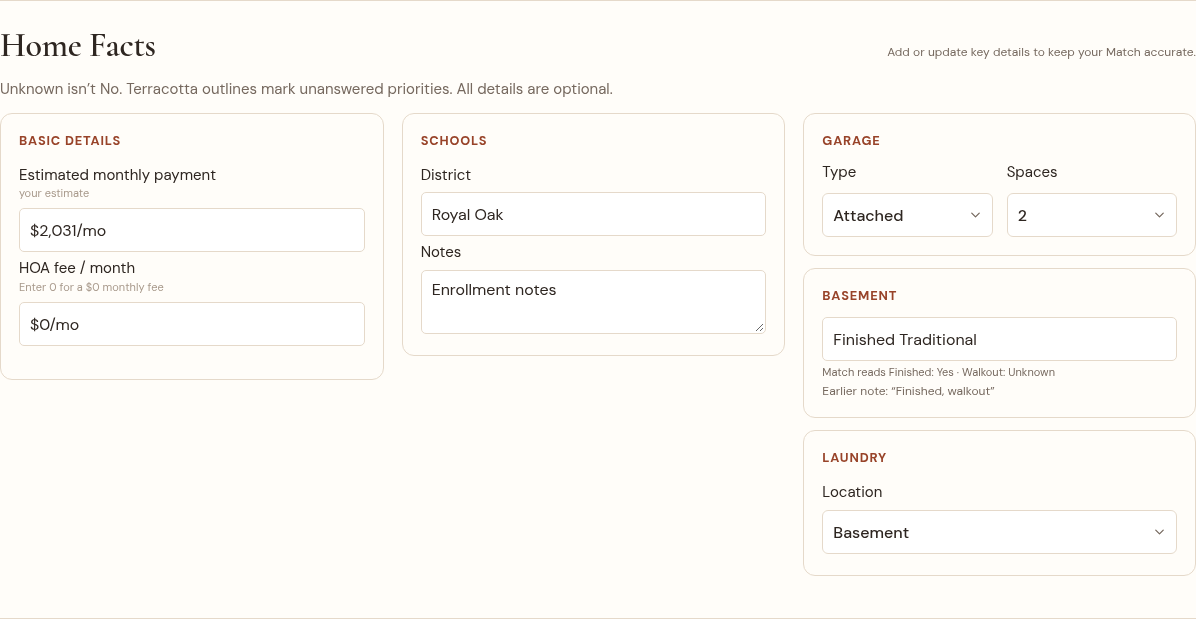 Home Facts
Add or update key details to keep your Match accurate.
Unknown isn’t No. Terracotta outlines mark unanswered priorities. All details are optional.
BASIC DETAILS
Estimated monthly payment
your estimate
$2,031/mo
HOA fee / month
Enter 0 for a $0 monthly fee
$0/mo
SCHOOLS
District
Royal Oak
Notes
Enrollment notes
GARAGE
Type
Spaces
Attached
2
BASEMENT
Finished Traditional
Match reads Finished: Yes · Walkout: Unknown
Earlier note: “Finished, walkout”
LAUNDRY
Location
Basement